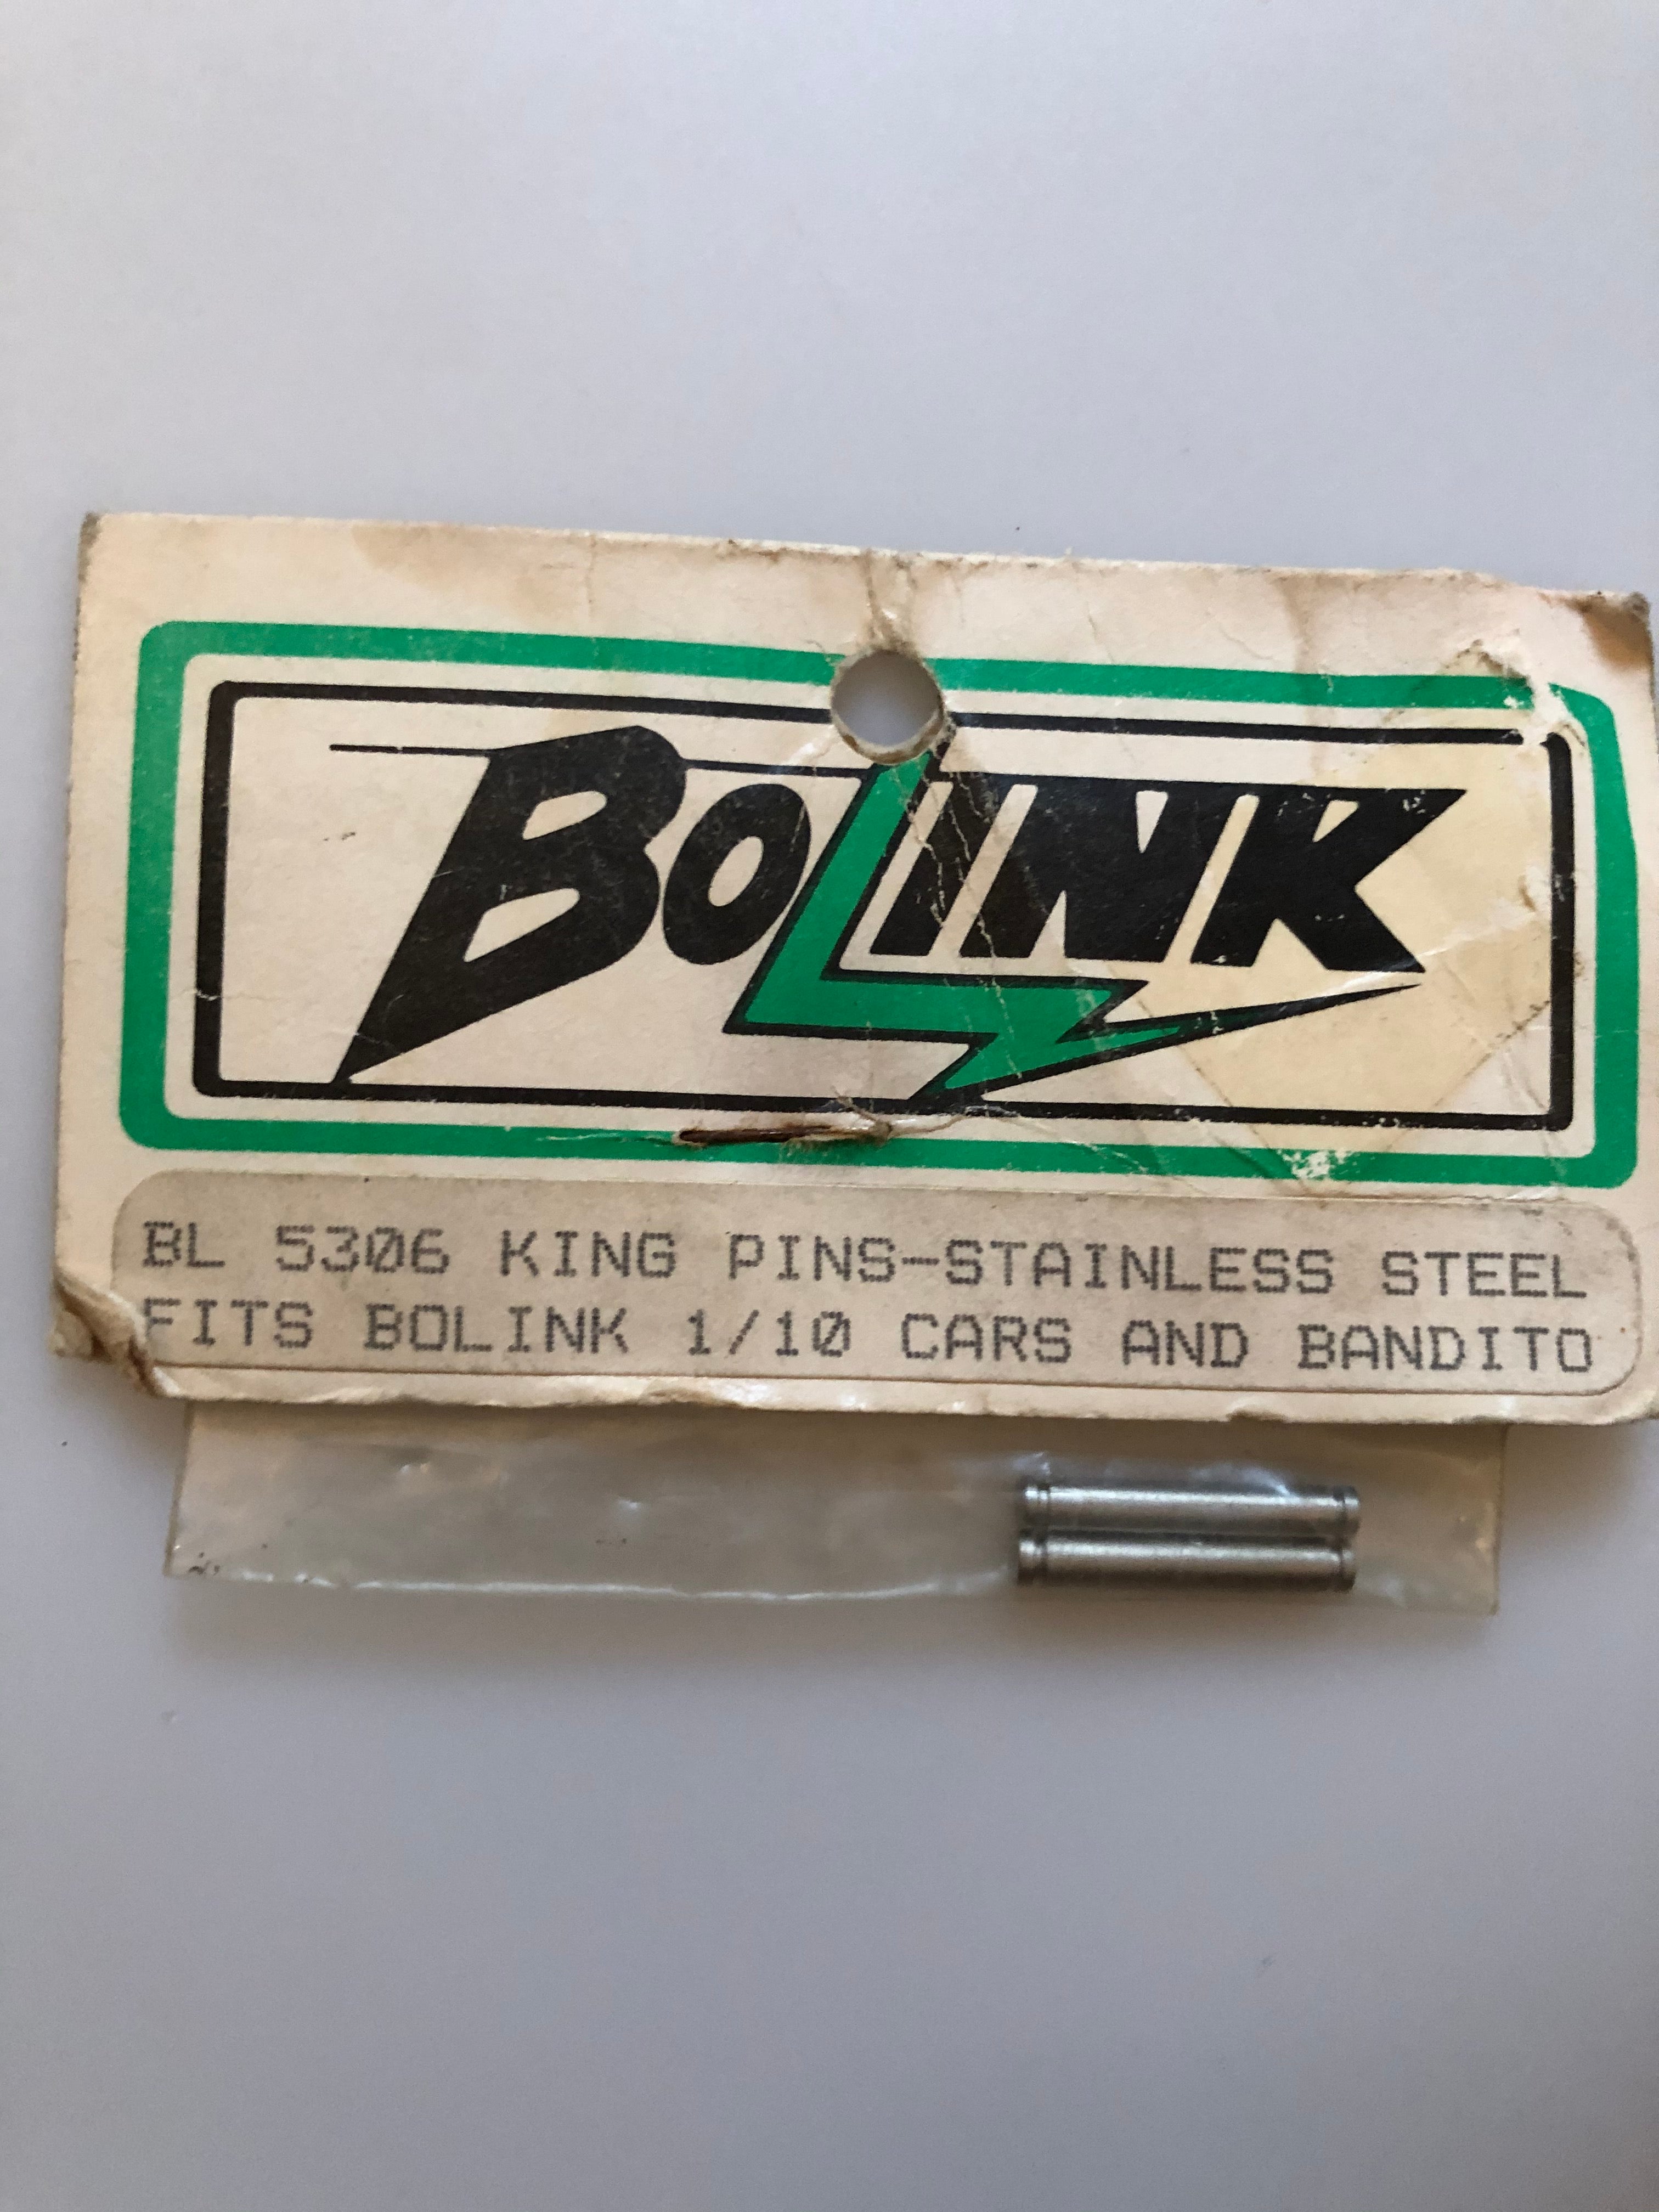 BOLINK
BL 5306 KING PINS-STAINLESS STEEL
FITS BOLINK 1/10 CARS AND BANDITO